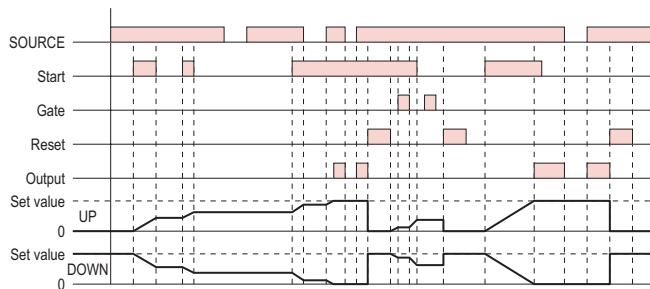 SOURCE
Start
Gate
Reset
Output
Set value
UP
0
Set value
DOWN
0